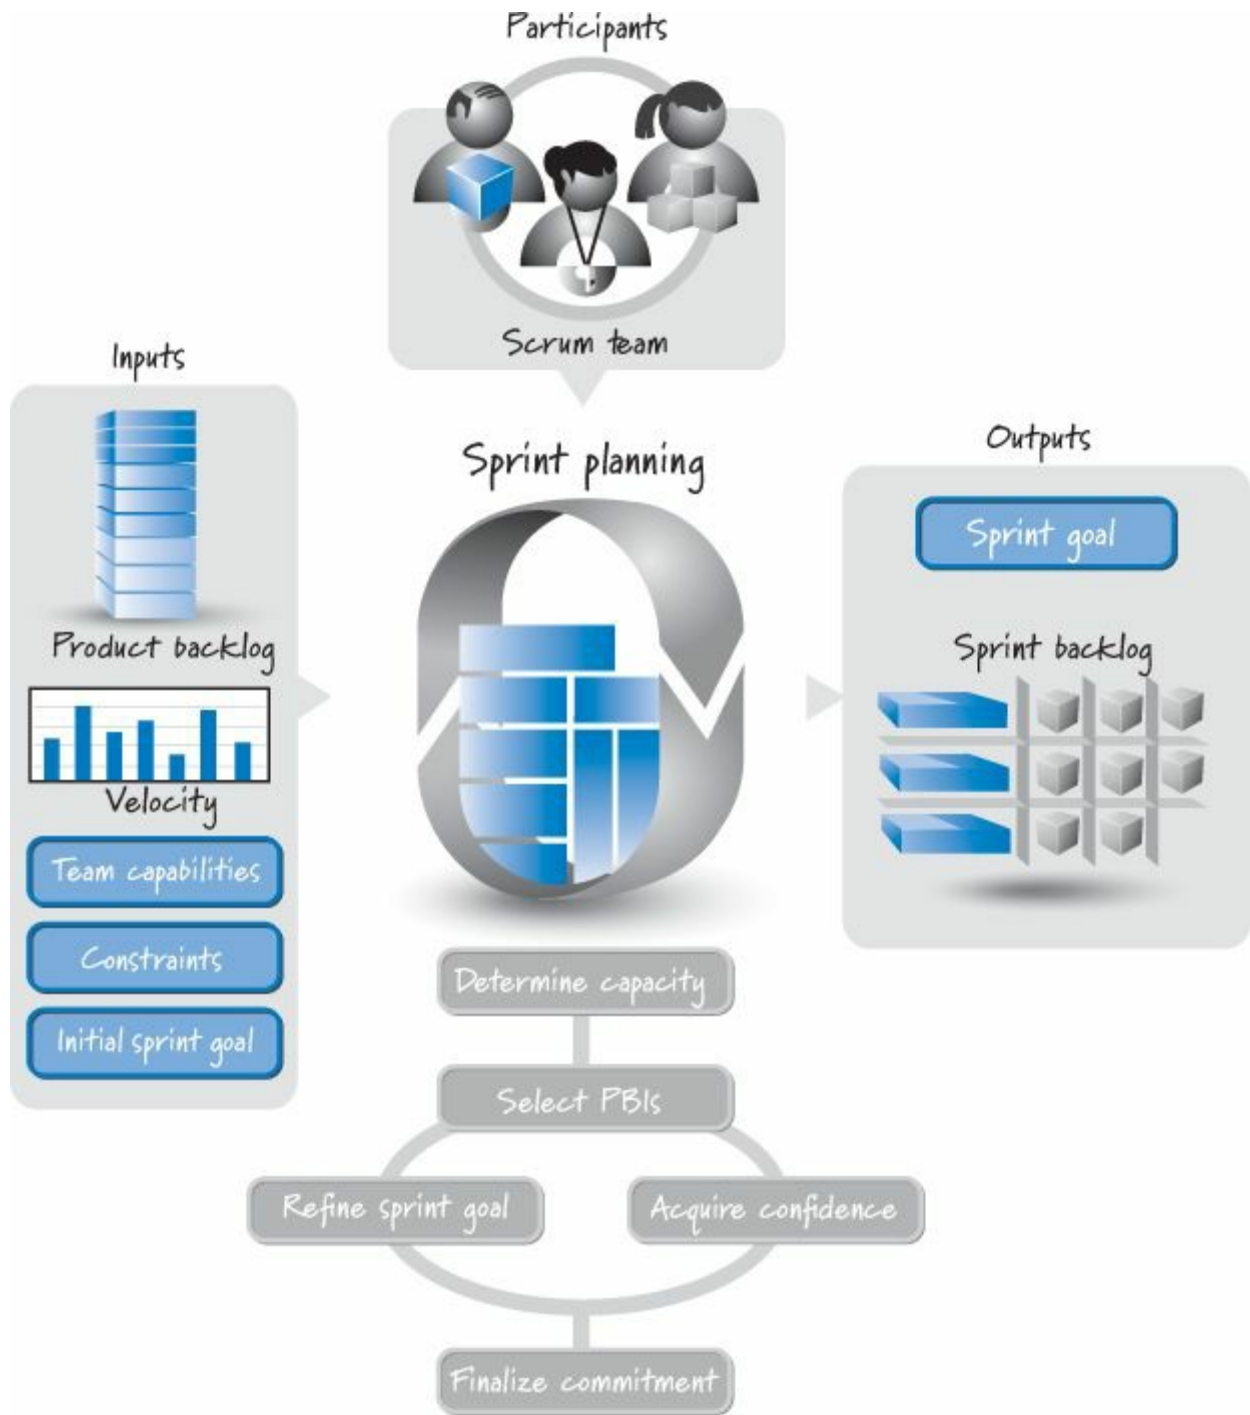 Participants
Scrum team
Inputs
Product backlog
Velocity
Team capabilities
Constraints
Initial sprint goal
Sprint planning
Outputs
Sprint goal
Sprint backlog
Determine capacity
Select PBIs
Refine sprint goal
Acquire confidence
Finalize commitment